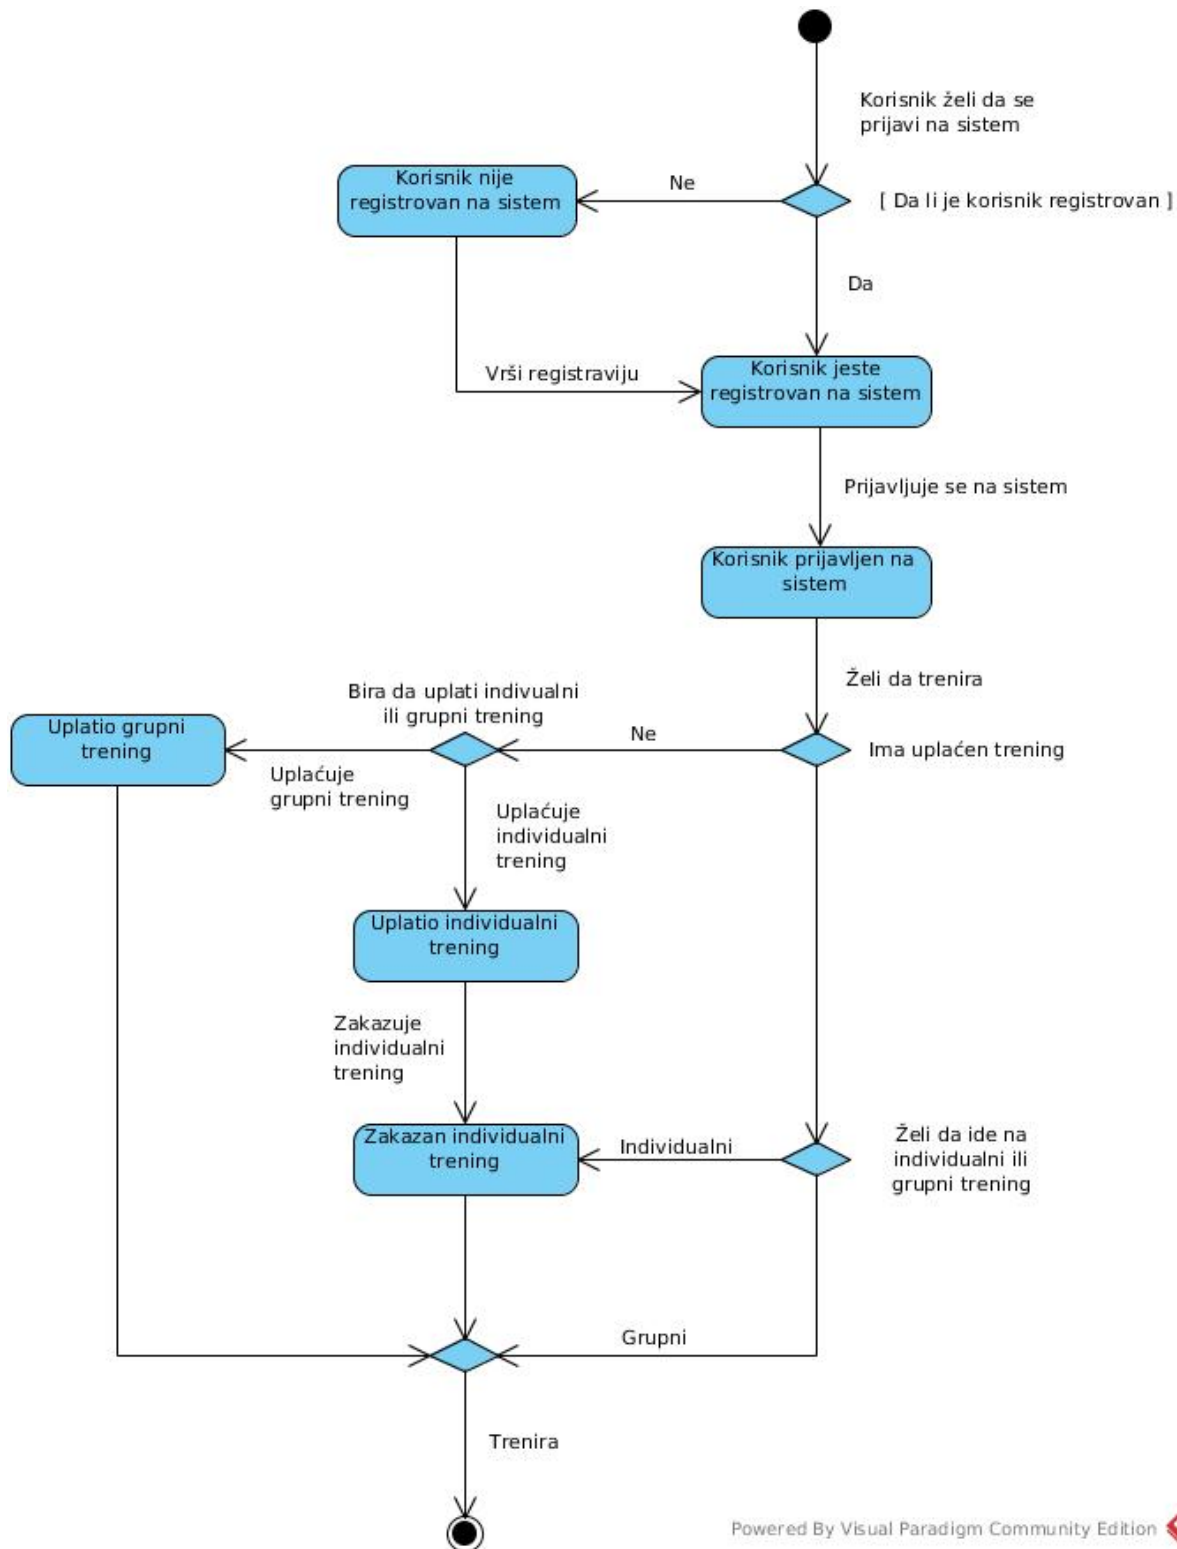 Korisnik želi da se
prijavi na sistem
Korisnik nije
registrovan na sistem
Ne
[ Da li je korisnik registrovan ]
Da
Vrši registraviju
Korisnik jeste
registrovan na sistem
Prijavljuje se na sistem
Korisnik prijavljen na
sistem
Želi da trenira
Bira da uplati indivualni
ili grupni trening
Uplatio grupni
trening
Ne
Ima uplaćen trening
Uplaćuje
grupni trening
Uplaćuje
individualni
trening
Uplatio individualni
trening
Zakazuje
individualni
trening
Zakazan individualni
trening
Individualni
Želi da ide na
individualni ili
grupni trening
Grupni
Trenira
Powered By Visual Paradigm Community Edition